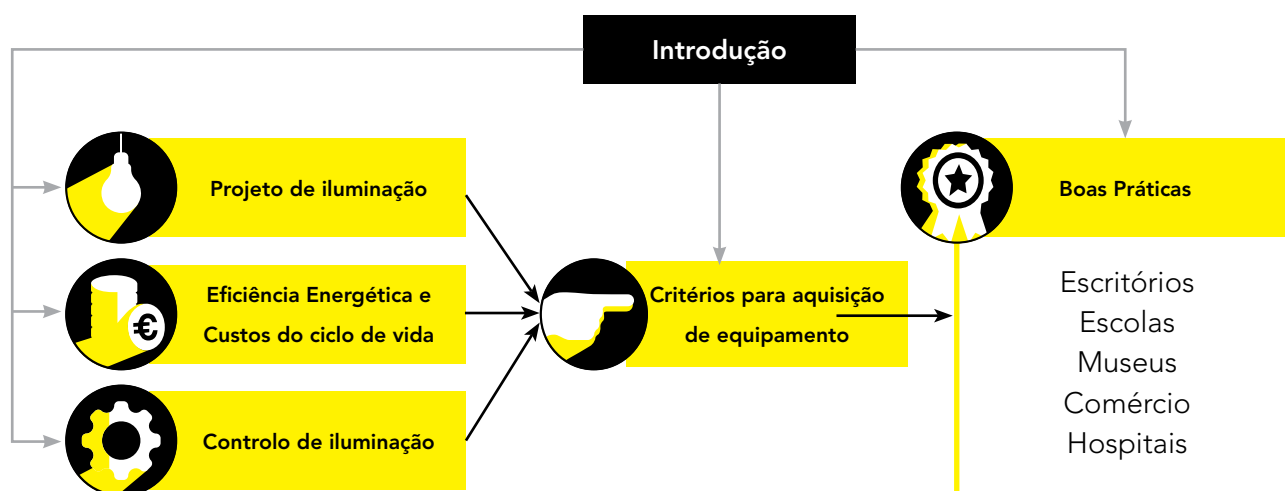 Introdução
Projeto de iluminação
Eficiência Energética e
Custos do ciclo de vida
€
Controlo de iluminação
Critérios para aquisição
de equipamento
Boas Práticas
Escritórios
Escolas
Museus
Comércio
Hospitais